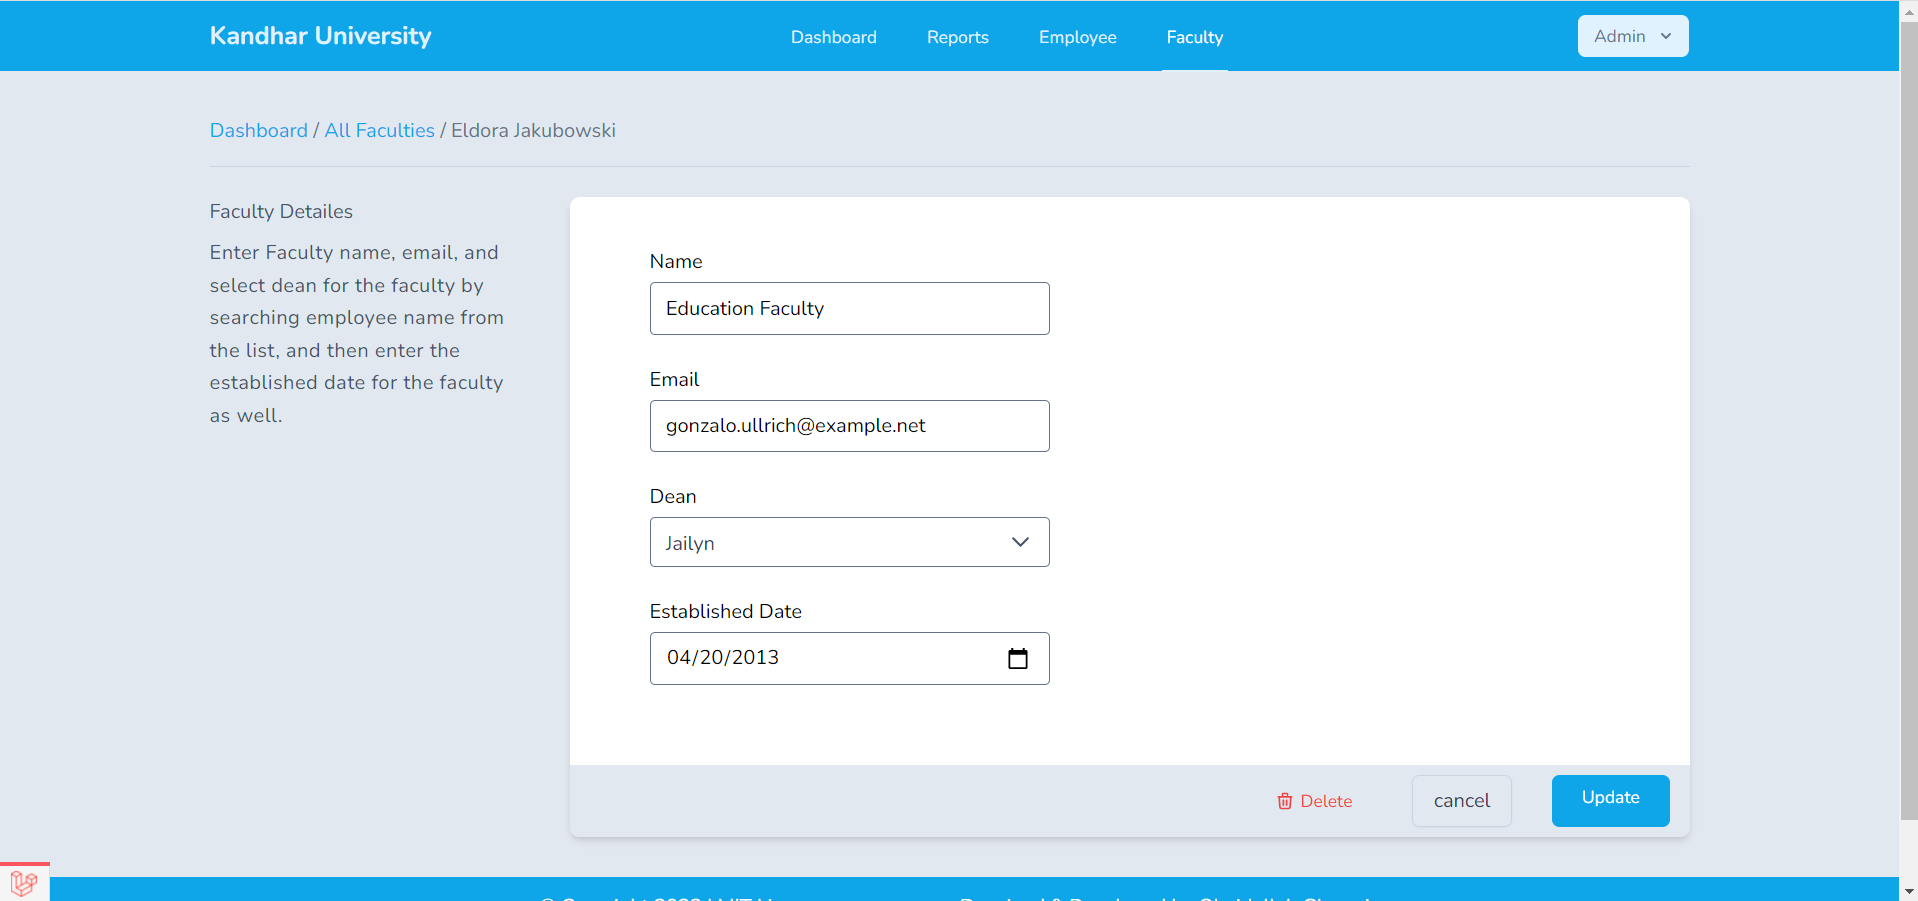 Kandhar University
Dashboard Reports Employee Faculty
Admin
Dashboard / All Faculties / Eldora Jakubowski
Faculty Detailes
Enter Faculty name, email, and
select dean for the faculty by
searching employee name from
the list, and then enter the
established date for the faculty
as well.
Name
Education Faculty
Email
gonzalo.ullrich@example.net
Dean
Jailyn
Established Date
04/20/2013
Delete
cancel
Update